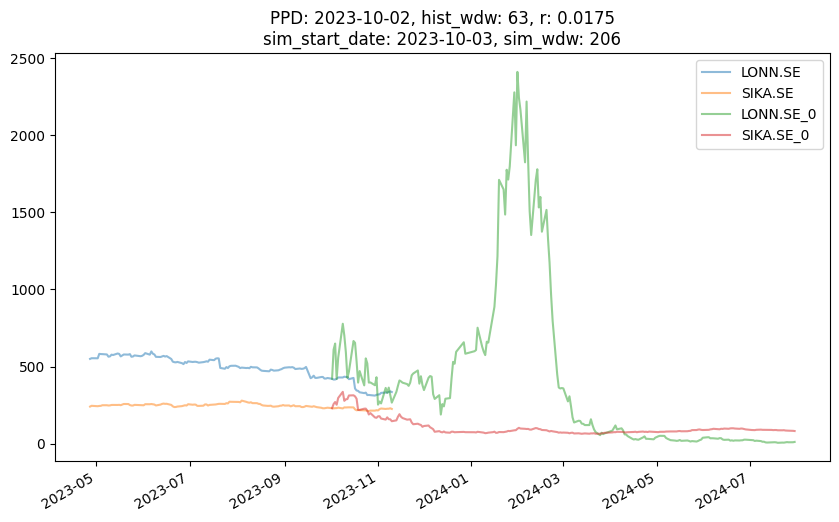 PPD: 2023-10-02, hist_wdw: 63, r: 0.0175
sim_start_date: 2023-10-03, sim_wdw: 206
2500
2000
1500
1000
500
0
LONN.SE
SIKA.SE
LONN.SE_0
SIKA.SE_0
2023-05
2023-07
2023-09
2023-11
2024-01
2024-03
2024-05
2024-07